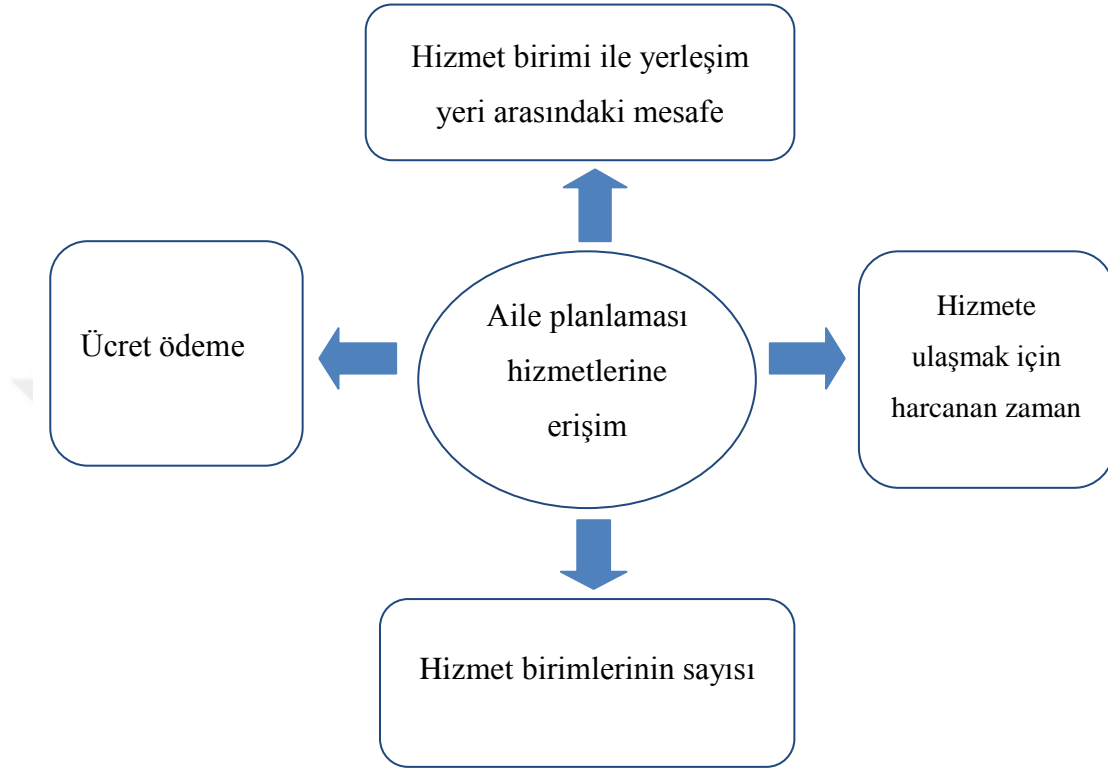 Hizmet birimi ile yerleşim
yeri arasındaki mesafe
Ücret ödeme
Aile planlaması
hizmetlerine
erişim
Hizmete
ulaşmak için
harcanan zaman
Hizmet birimlerinin sayısı